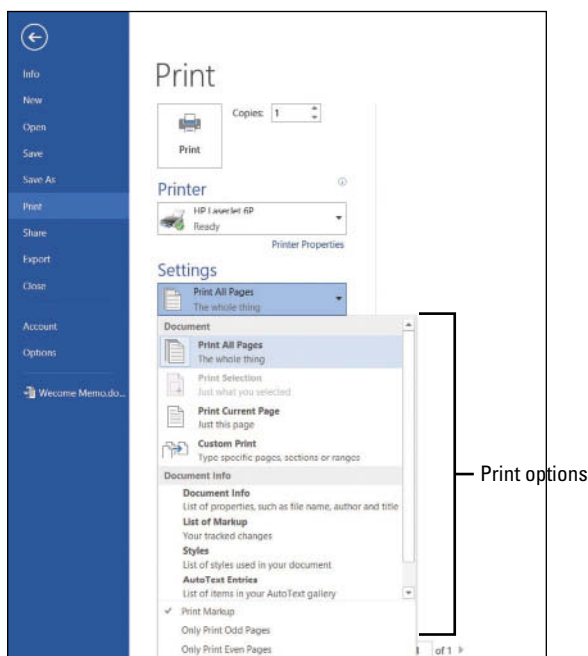 Info
New
Open
Save
Save As
Print
Share
Export
Close
Account
Options
Wecome Memo.do...
Print
Copies: 1
Print
Printer
HP LaserJet 6P
Ready
Printer Properties
Settings
Print All Pages
The whole thing
Document
Print All Pages
The whole thing
Print Selection
Just what you selected
Print Current Page
Just this page
Custom Print
Type specific pages, sections or ranges
Document Info
Document Info
List of properties, such as file name, author and title
List of Markup
Your tracked changes
Styles
List of styles used in your document
AutoText Entries
List of items in your AutoText gallery
Print Markup
Only Print Odd Pages
Only Print Even Pages
of 1
Print options